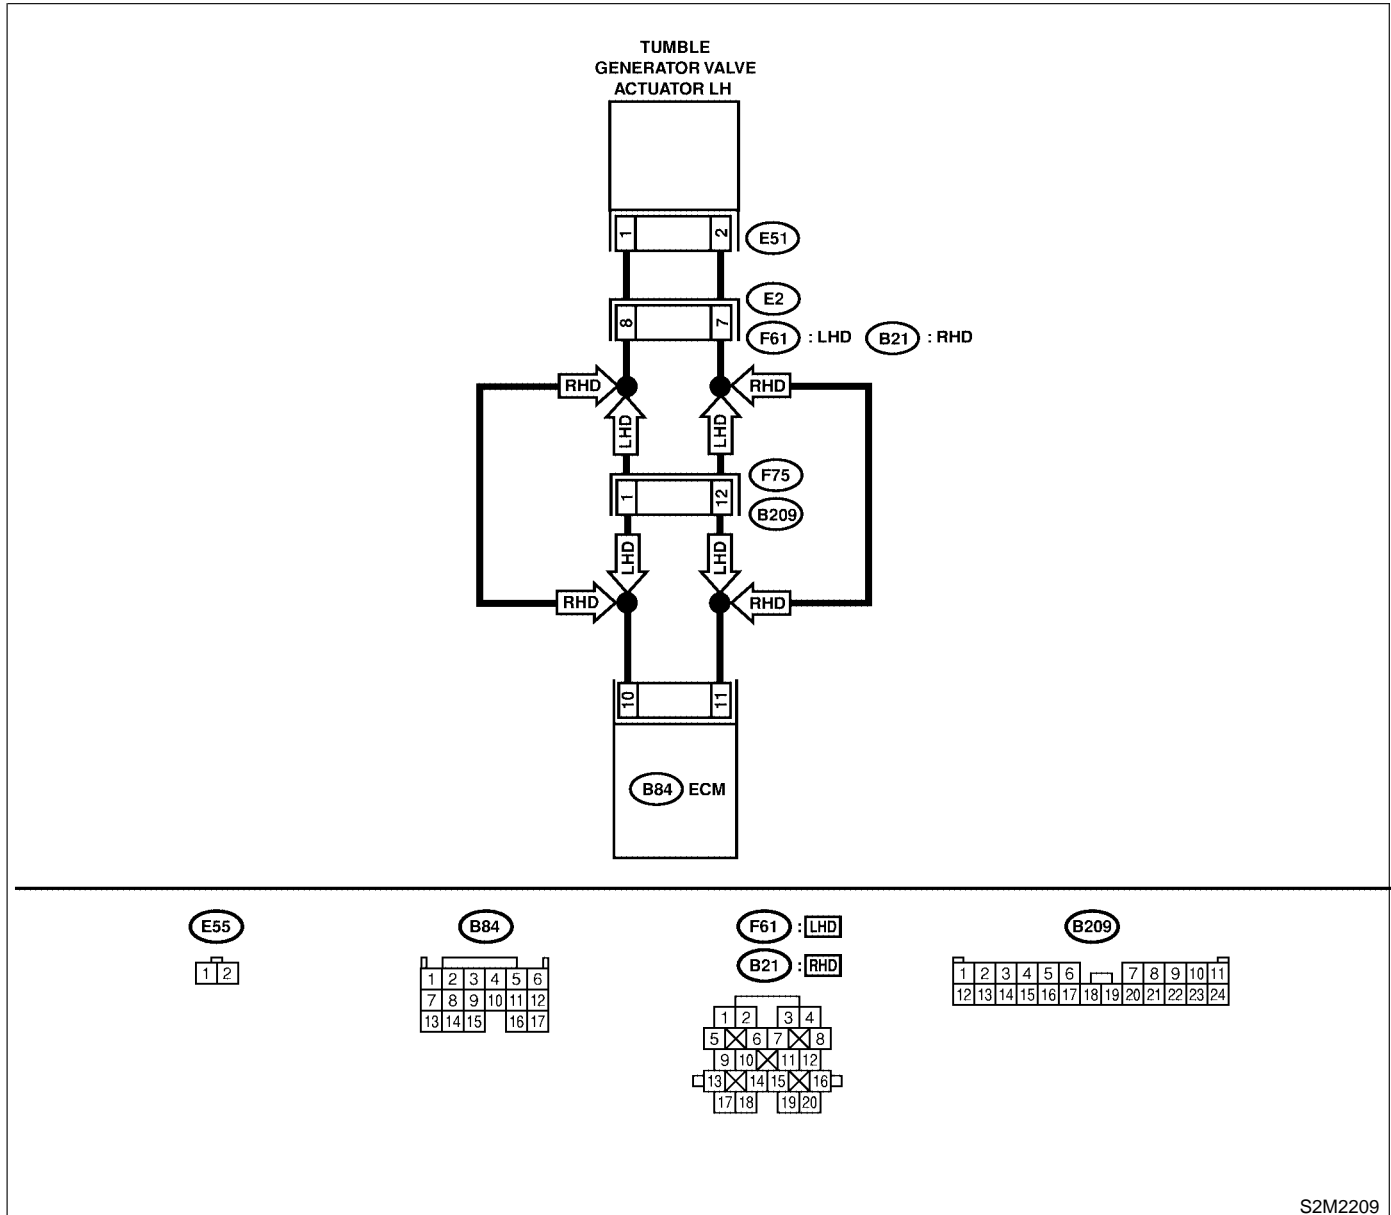 TUMBLE
GENERATOR VALVE
ACTUATOR LH
1 2 E51
E2
8 7
F61 : LHD B21 : RHD
RHD RHD
LHD LHD
F75
1 12
B209
LHD LHD
RHD RHD
10 11
B84 ECM
E55
1 2
B84
1 2 3 4 5 6
7 8 9 10 11 12
13 14 15 16 17
F61 : LHD
B21 : RHD
1 2 3 4
5 6 7 8
9 10 11 12
13 14 15 16
17 18 19 20
B209
1 2 3 4 5 6 7 8 9 10 11
12 13 14 15 16 17 18 19 20 21 22 23 24
S2M2209